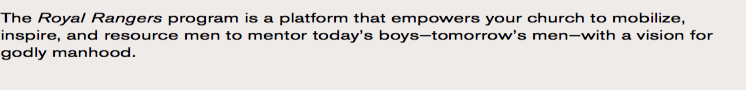 The Royal Rangers program is a platform that empowers your church to mobilize,
inspire, and resource men to mentor today's boys—tomorrow's men—with a vision for
godly manhood.